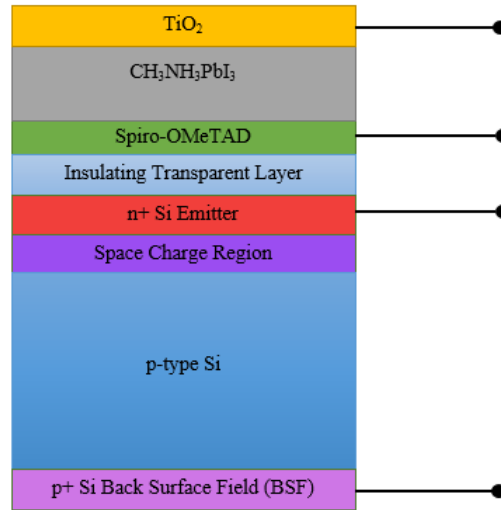 TiO₂
CH₃NH₃PbI₃
Spiro-OMeTAD
Insulating Transparent Layer
n+ Si Emitter
Space Charge Region
p-type Si
p+ Si Back Surface Field (BSF)